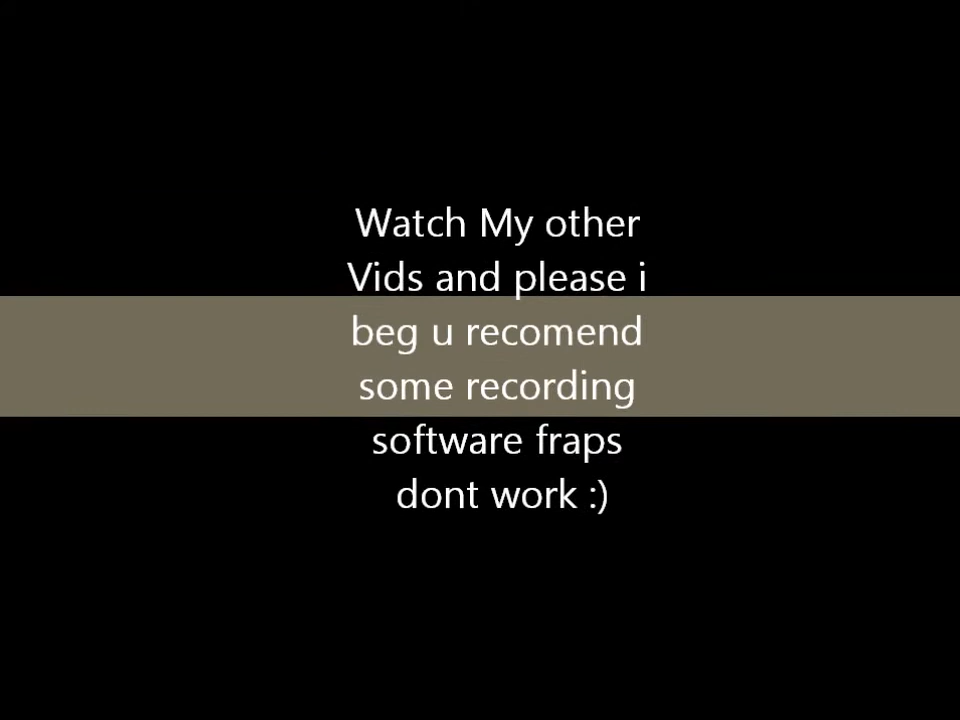 Watch My other
Vids and please i
beg u recomend
some recording
software fraps
dont work :)